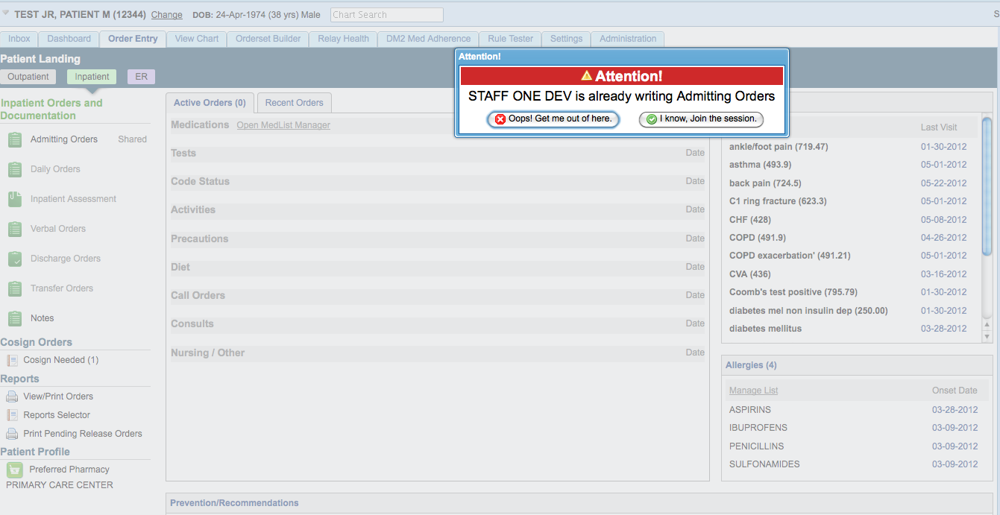 TEST JR, PATIENT M (12344) Change DOB: 24-Apr-1974 (38 yrs) Male Chart Search S
Inbox Dashboard Order Entry View Chart Orderset Builder Relay Health DM2 Med Adherence Rule Tester Settings Administration
Patient Landing
Outpatient Inpatient ER
Attention!
Attention!
STAFF ONE DEV is already writing Admitting Orders
Oops! Get me out of here. I know, Join the session.
Inpatient Orders and
Documentation
Admitting Orders Shared
Daily Orders
Inpatient Assessment
Verbal Orders
Discharge Orders
Transfer Orders
Notes
Cosign Orders
Cosign Needed (1)
Reports
View/Print Orders
Reports Selector
Print Pending Release Orders
Patient Profile
Preferred Pharmacy
PRIMARY CARE CENTER
Active Orders (0) Recent Orders
Medications Open MedList Manager
Tests Date
Code Status Date
Activities Date
Precautions Date
Diet Date
Call Orders Date
Consults Date
Nursing / Other Date
Last Visit
ankle/foot pain (719.47) 01-30-2012
asthma (493.9) 05-01-2012
back pain (724.5) 05-22-2012
C1 ring fracture (623.3) 05-01-2012
CHF (428) 05-08-2012
COPD (491.9) 04-26-2012
COPD exacerbation' (491.21) 05-01-2012
CVA (436) 03-16-2012
Coomb's test positive (795.79) 01-30-2012
diabetes mel non insulin dep (250.00) 01-30-2012
diabetes mellitus 03-28-2012
Allergies (4)
Manage List Onset Date
ASPIRINS 03-28-2012
IBUPROFENS 03-09-2012
PENICILLINS 03-09-2012
SULFONAMIDES 03-09-2012
Prevention/Recommendations